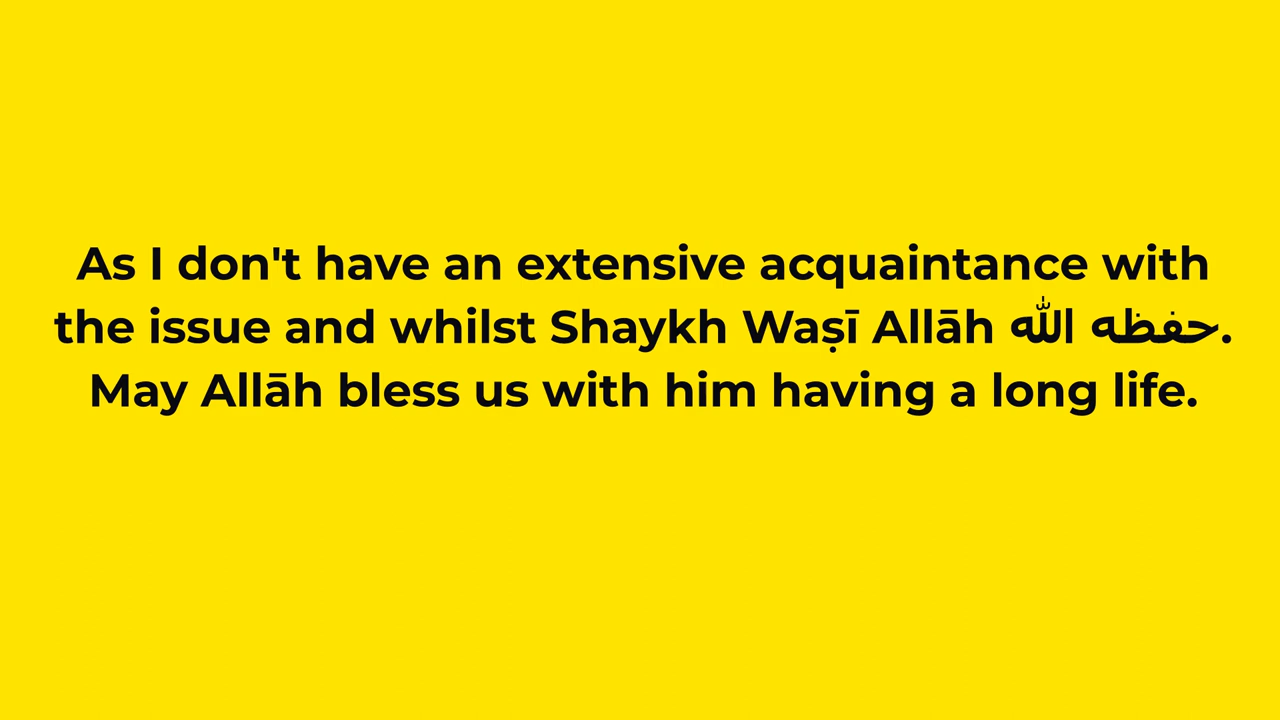 As I don't have an extensive acquaintance with
the issue and whilst Shaykh Waṣī Allāh حفظه الله.
May Allāh bless us with him having a long life.